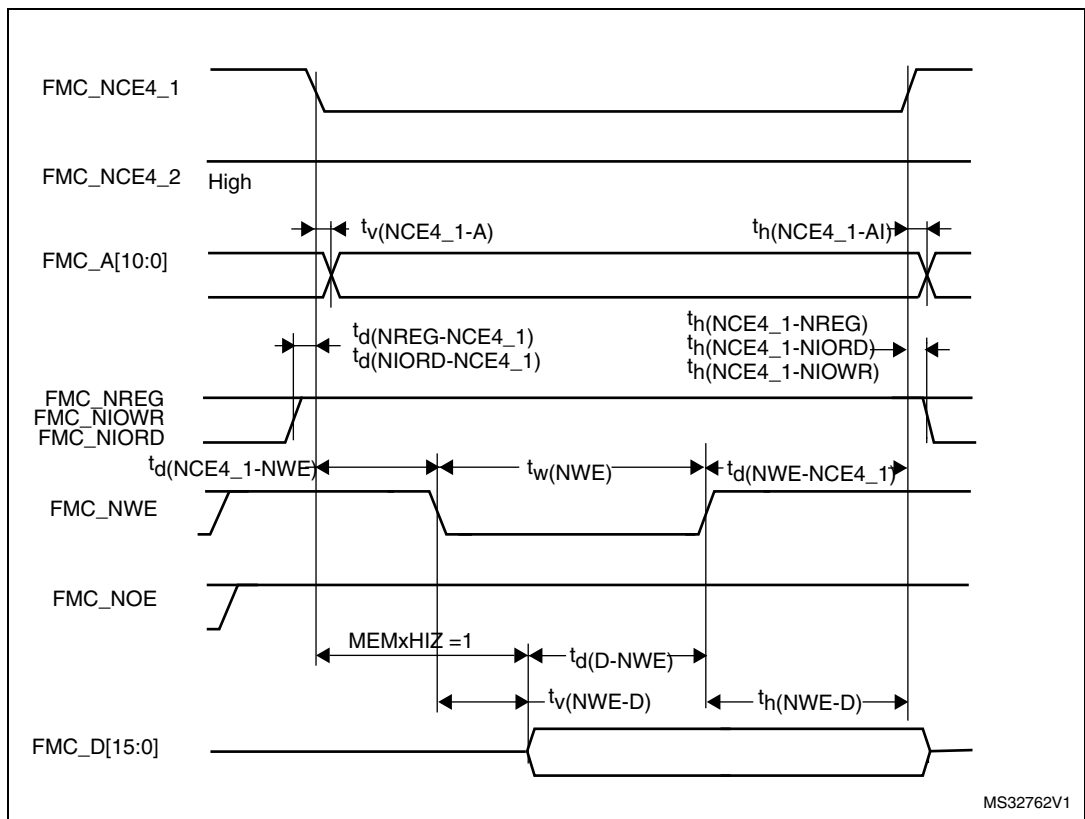 FMC_NCE4_1
FMC_NCE4_2 High
tv(NCE4_1-A) th(NCE4_1-AI)
FMC_A[10:0]
td(NREG-NCE4_1) th(NCE4_1-NREG)
td(NIORD-NCE4_1) th(NCE4_1-NIORD)
th(NCE4_1-NIOWR)
FMC_NREG
FMC_NIOWR
FMC_NIORD
td(NCE4_1-NWE) tw(NWE) td(NWE-NCE4_1)
FMC_NWE
FMC_NOE
MEMxHIZ =1 td(D-NWE)
tv(NWE-D) th(NWE-D)
FMC_D[15:0]
MS32762V1